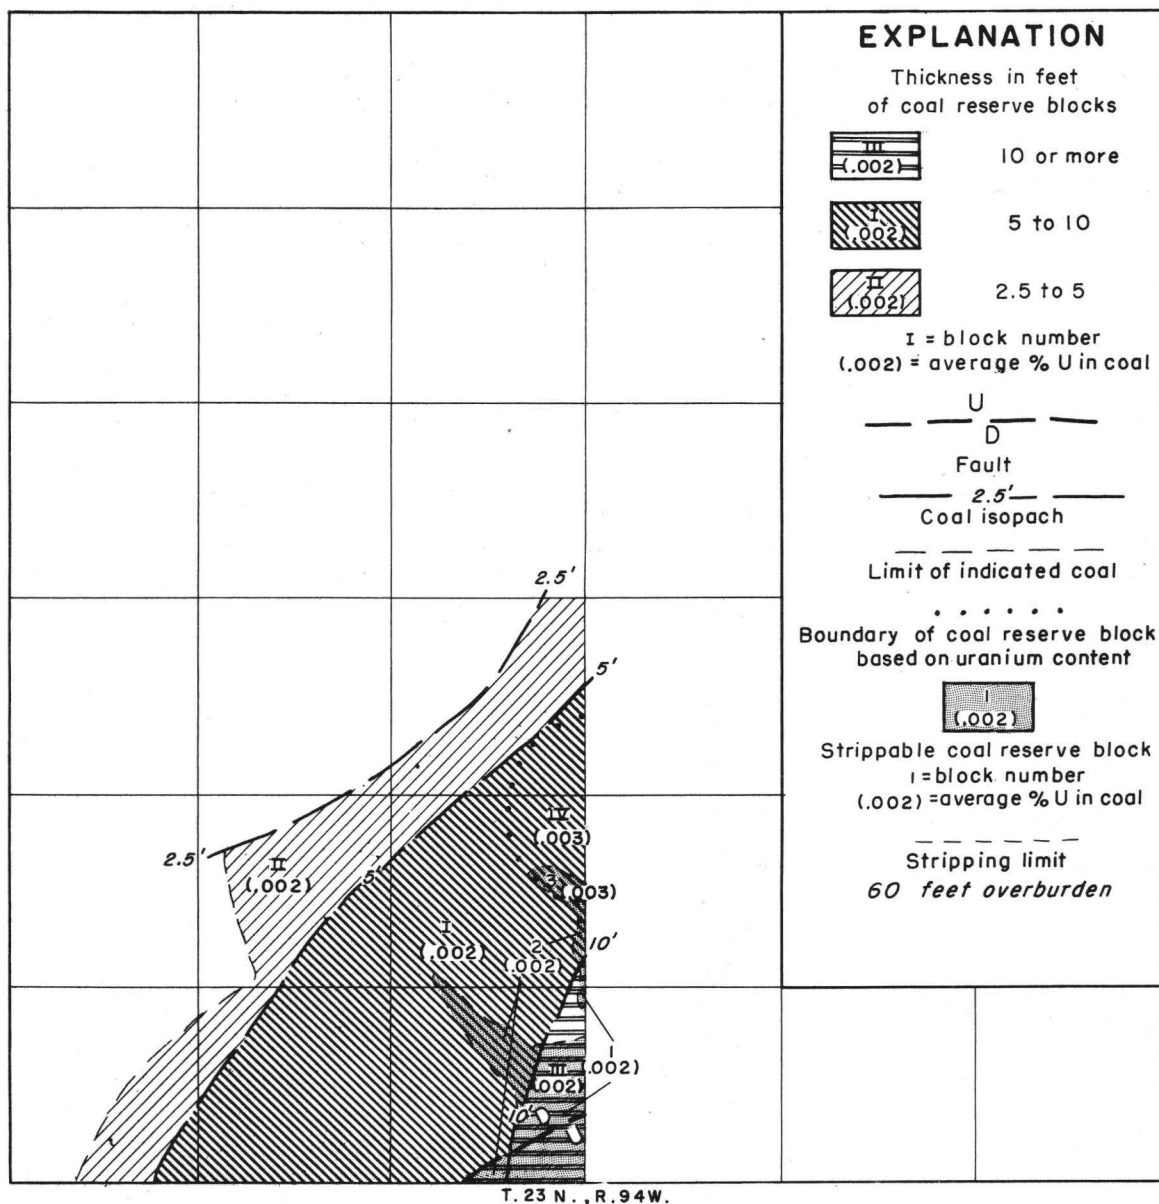 EXPLANATION
Thickness in feet
of coal reserve blocks
III
(.002)
10 or more
I
(.002)
5 to 10
II
(.002)
2.5 to 5
I = block number
(.002) = average % U in coal
U
D
Fault
2.5'
Coal isopach
Limit of indicated coal
Boundary of coal reserve block
based on uranium content
1
(.002)
Strippable coal reserve block
1 = block number
(.002) = average % U in coal
Stripping limit
60 feet overburden
2.5'
5'
IV
(.003)
2.5'
II
(.002)
5'
3
(.003)
I
(.002)
2
(.002)
10'
1
(.002)
III
(.002)
10'
U
D
T. 23 N., R. 94W.